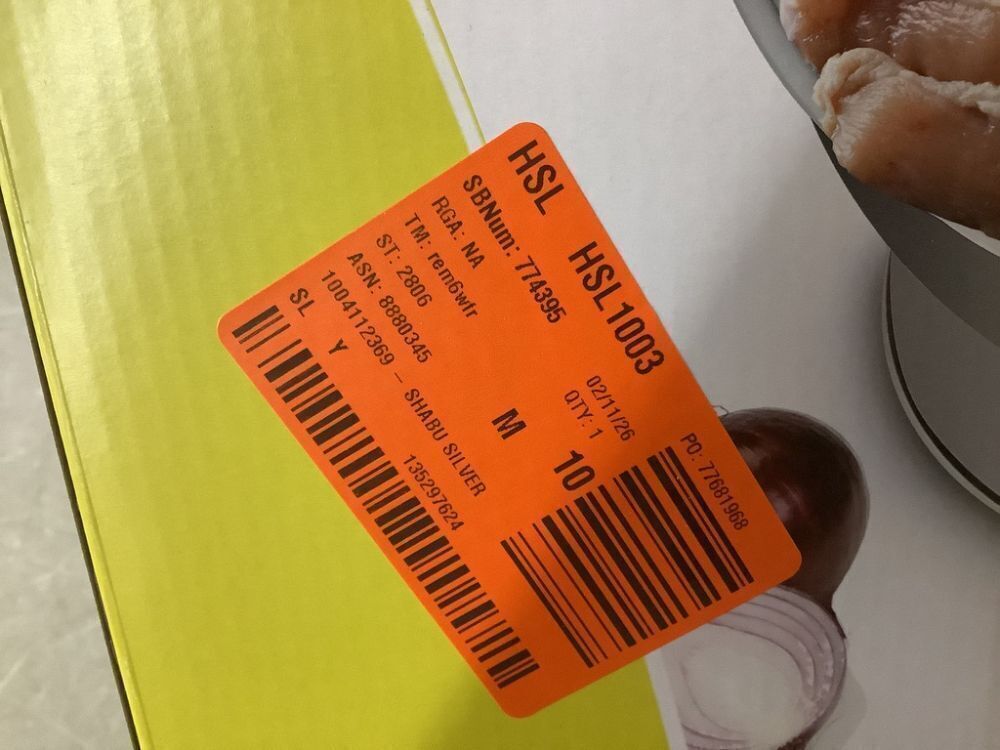 HSL HSL1003
SBNum: 774395
RGA: NA 02/11/26 PO: 77681968
TM: rem6wfr QTY: 1
ST: 2806 M 10
ASN: 8880345
1004112369 – SHABU SILVER
SL Y 135297624